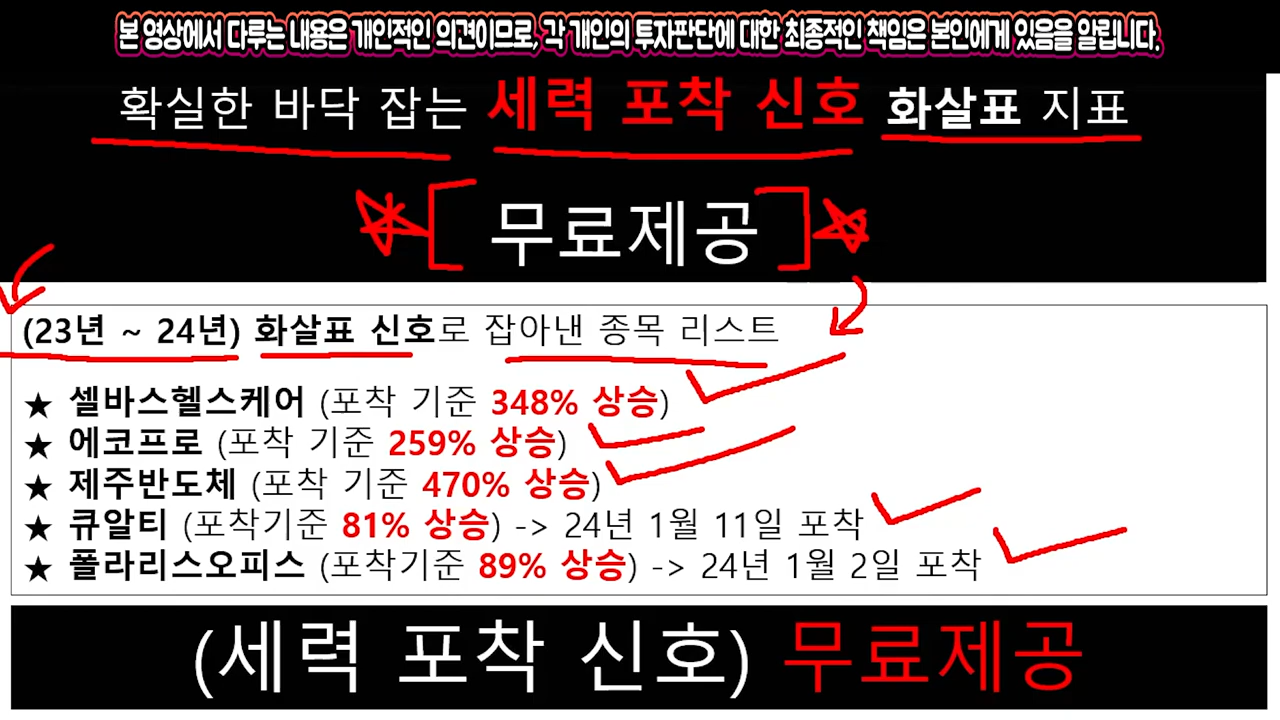 본 영상에서 다루는 내용은 개인적인 의견이므로, 각 개인의 투자판단에 대한 최종적인 책임은 본인에게 있음을 알립니다.
확실한 바닥 잡는 세력 포착 신호 화살표 지표
무료제공
(23년 ~ 24년) 화살표 신호로 잡아낸 종목 리스트
★ 셀바스헬스케어 (포착 기준 348% 상승)
★ 에코프로 (포착 기준 259% 상승)
★ 제주반도체 (포착 기준 470% 상승)
★ 큐알티 (포착기준 81% 상승) -> 24년 1월 11일 포착
★ 폴라리스오피스 (포착기준 89% 상승) -> 24년 1월 2일 포착
(세력 포착 신호) 무료제공